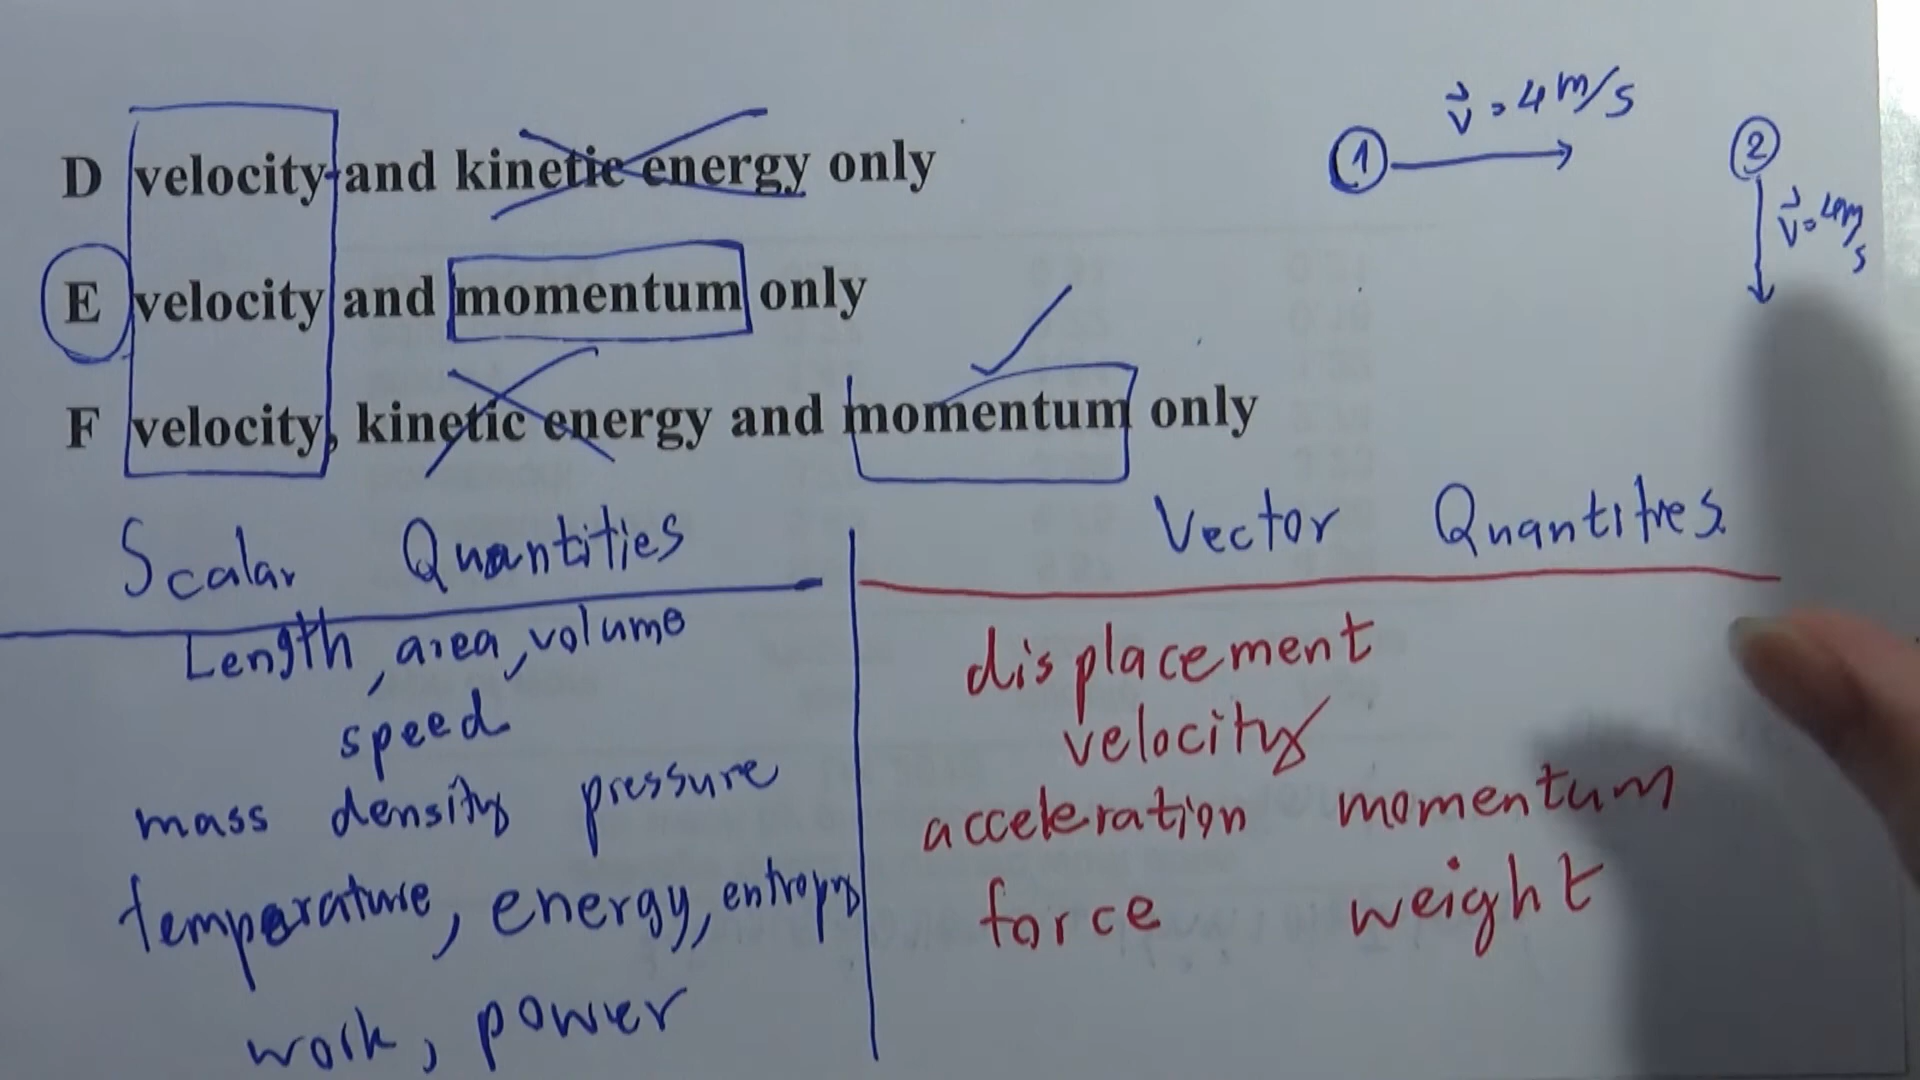 ① v⃗ = 4 m/s
②
v⃗ = 4 m/s
D velocity and kinetic energy only
E velocity and momentum only
F velocity, kinetic energy and momentum only
Scalar Quantities
Vector Quantities
Length, area, volume
speed
mass density pressure
temperature, energy, entropy
work, power
displacement
velocity
acceleration momentum
force weight